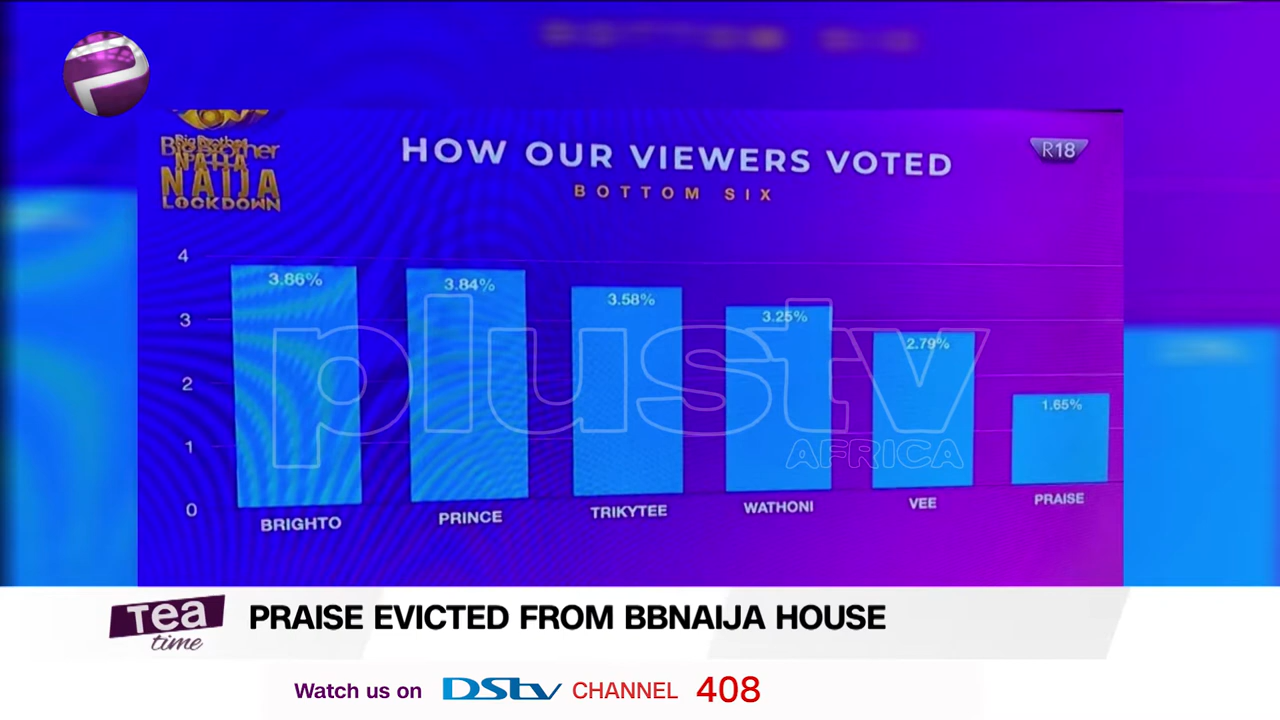 HOW OUR VIEWERS VOTED
R18
BOTTOM SIX
Big Brother
NAIJA
LOCKDOWN
4
3
2
1
0
3.86%
3.84%
3.58%
3.25%
2.79%
1.65%
BRIGHTO
PRINCE
TRIKYTEE
WATHONI
VEE
PRAISE
plustv
AFRICA
Tea
time
PRAISE EVICTED FROM BBNAIJA HOUSE
Watch us on DStv CHANNEL 408